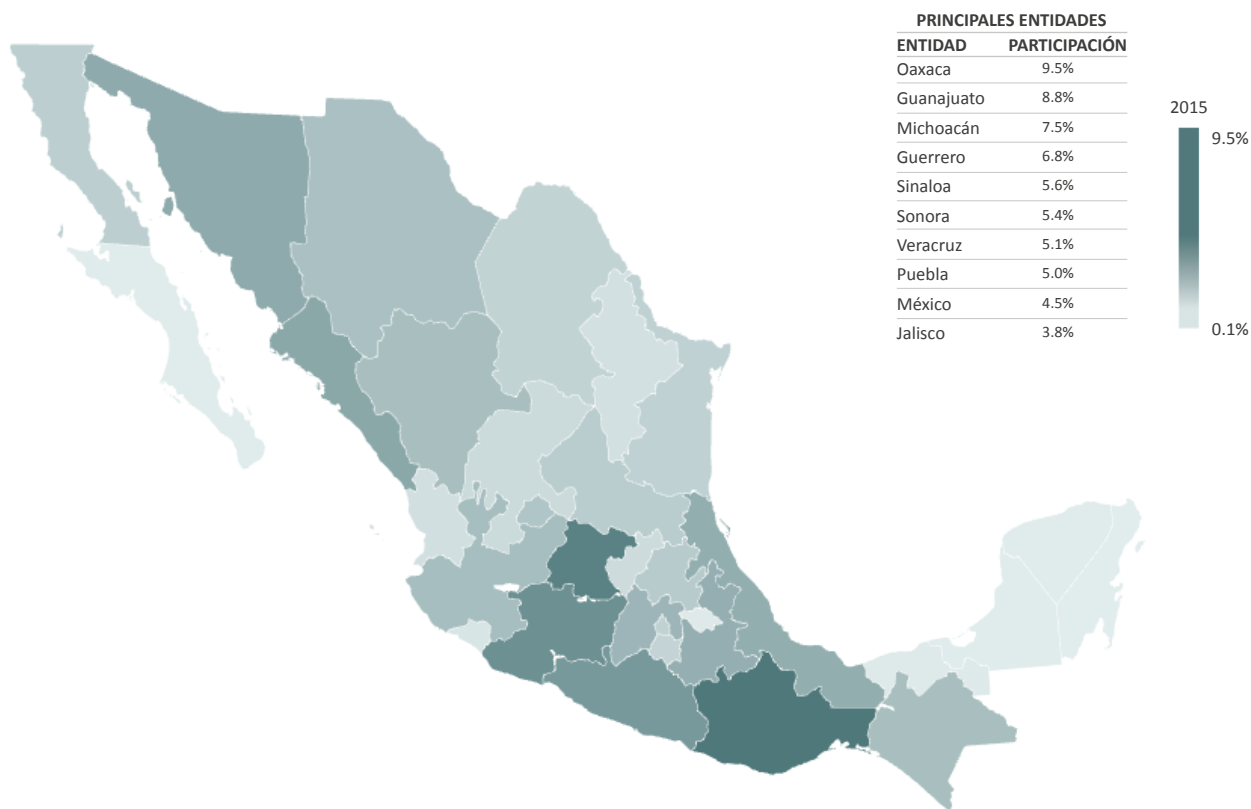 PRINCIPALES ENTIDADES
ENTIDAD PARTICIPACIÓN
Oaxaca 9.5%
Guanajuato 8.8%
Michoacán 7.5%
Guerrero 6.8%
Sinaloa 5.6%
Sonora 5.4%
Veracruz 5.1%
Puebla 5.0%
México 4.5%
Jalisco 3.8%
2015
9.5%
0.1%